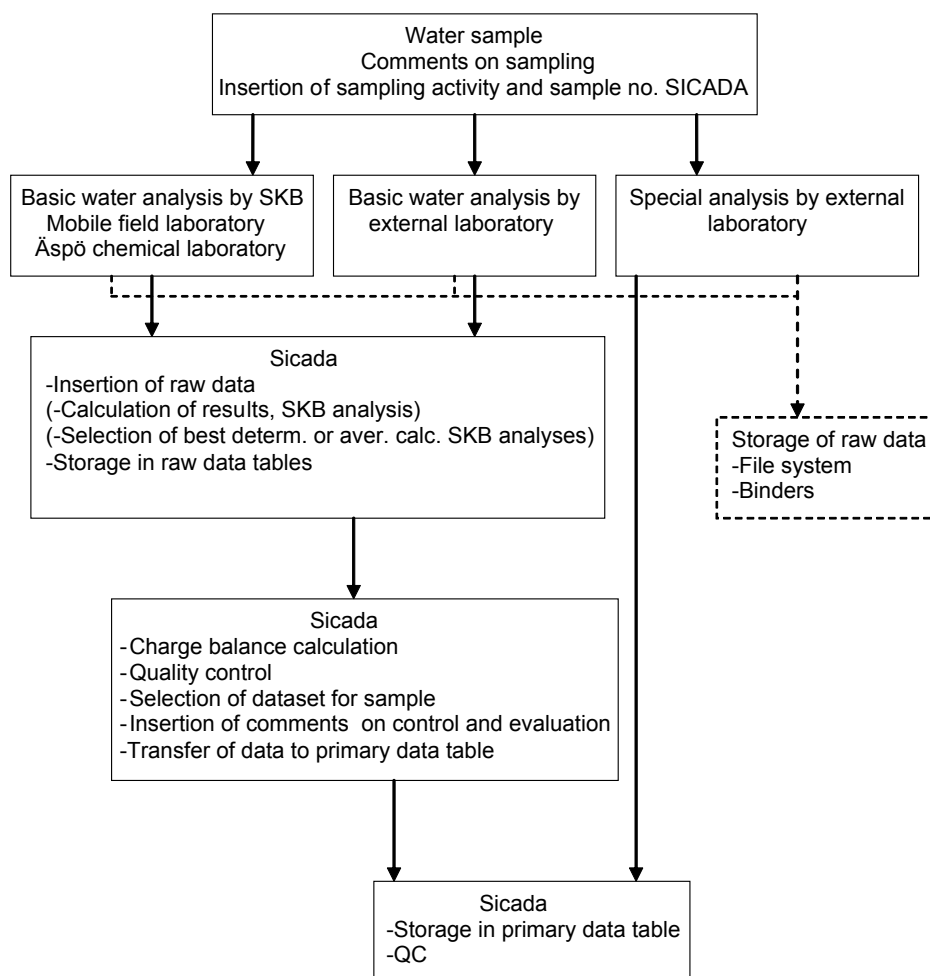 Water sample
Comments on sampling
Insertion of sampling activity and sample no. SICADA
Basic water analysis by SKB
Mobile field laboratory
Äspö chemical laboratory
Basic water analysis by
external laboratory
Special analysis by external
laboratory
Sicada
-Insertion of raw data
(-Calculation of results, SKB analysis)
(-Selection of best determ. or aver. calc. SKB analyses)
-Storage in raw data tables
Storage of raw data
-File system
-Binders
Sicada
-Charge balance calculation
-Quality control
-Selection of dataset for sample
-Insertion of comments on control and evaluation
-Transfer of data to primary data table
Sicada
-Storage in primary data table
-QC